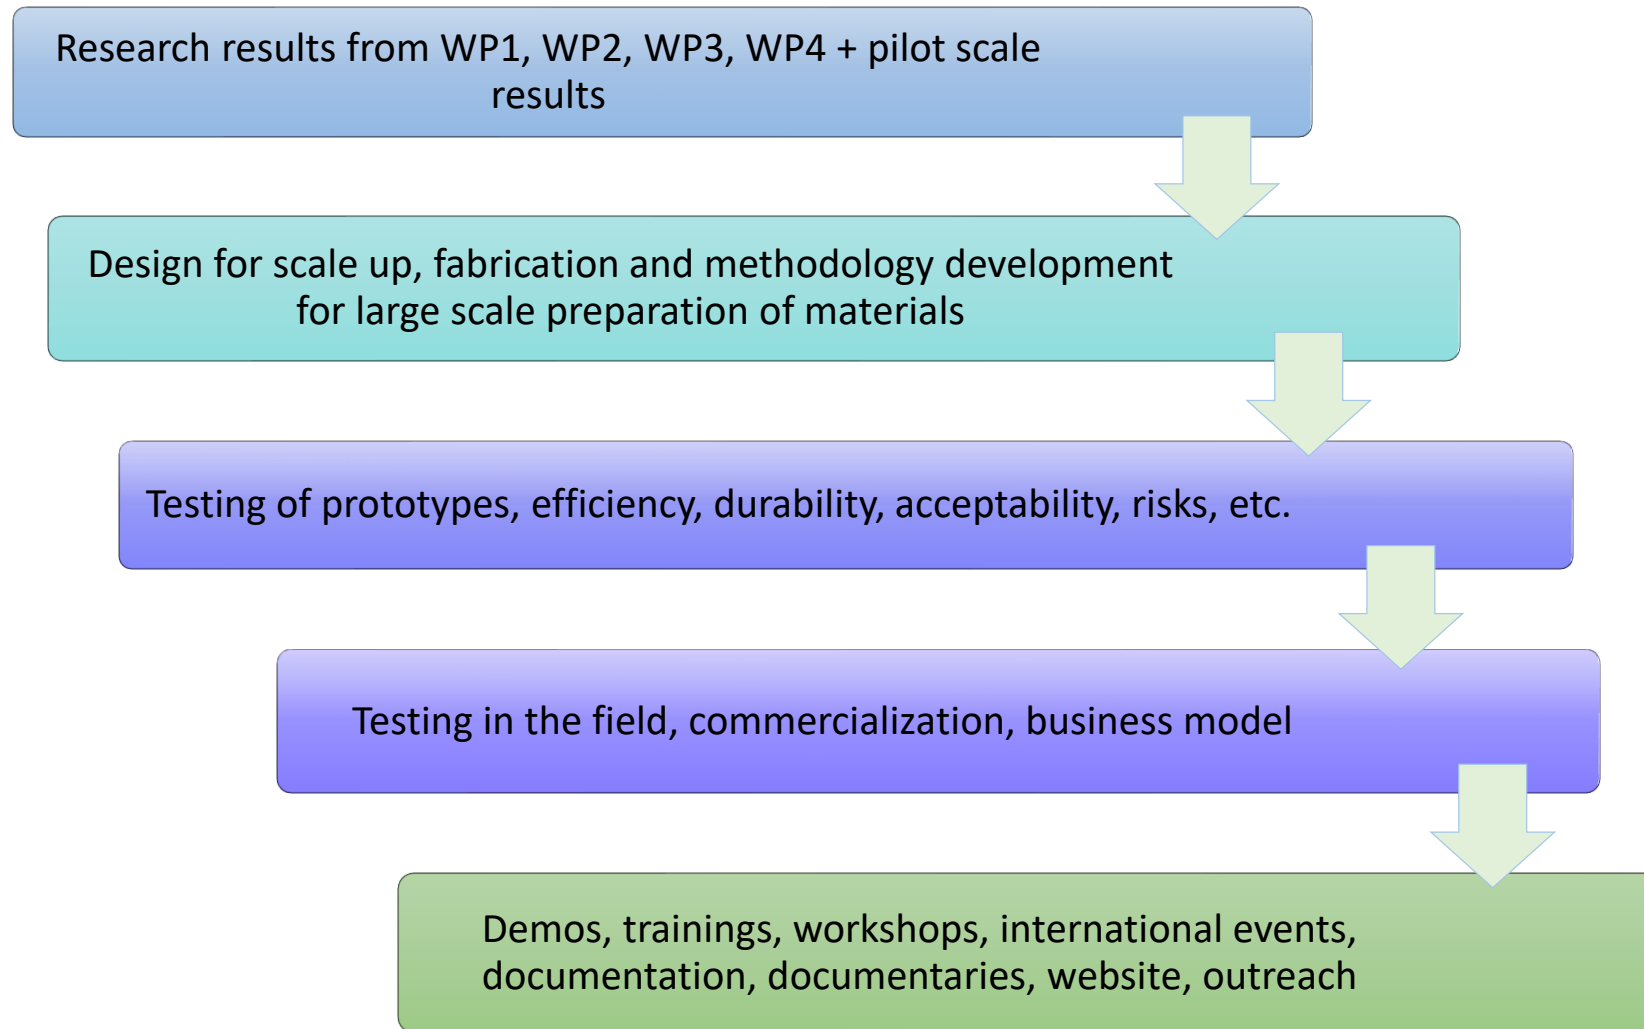 Research results from WP1, WP2, WP3, WP4 + pilot scale
results
Design for scale up, fabrication and methodology development
for large scale preparation of materials
Testing of prototypes, efficiency, durability, acceptability, risks, etc.
Testing in the field, commercialization, business model
Demos, trainings, workshops, international events,
documentation, documentaries, website, outreach